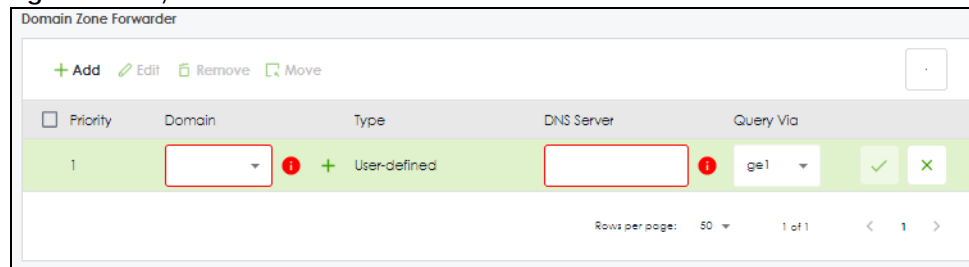 Domain Zone Forwarder
+ Add Edit Remove Move
Priority Domain Type DNS Server Query Via
1 + User-defined ge1
Rows per page: 50 1 of 1 < 1 >